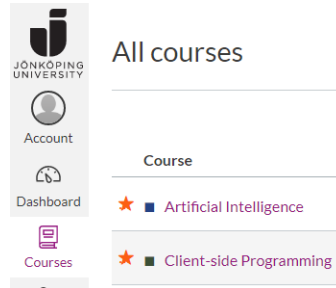 JÖNKÖPING
UNIVERSITY
Account
Dashboard
Courses
All courses
Course
Artificial Intelligence
Client-side Programming